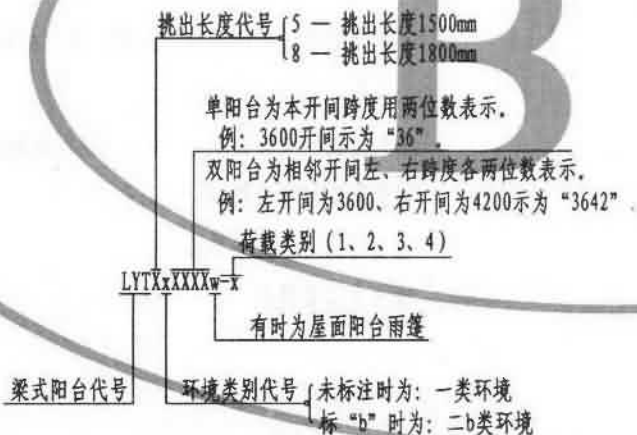 挑出长度代号
5 — 挑出长度1500mm
8 — 挑出长度1800mm
单阳台为本开间跨度用两位数表示.
例: 3600开间示为“36”.
双阳台为相邻开间左、右跨度各两位数表示.
例: 左开间为3600、右开间为4200示为“3642”.
荷载类别 (1、2、3、4)
LYTXxXXXXw-x
有时为屋面阳台雨篷
梁式阳台代号
环境类别代号
未标注时为: 一类环境
标“b”时为: 二b类环境
B